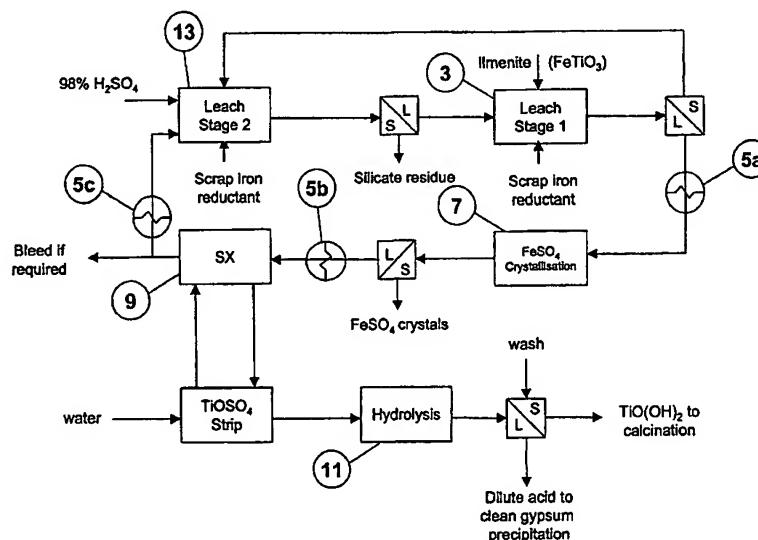 13
98% H2SO4
Leach
Stage 2
3
Ilmenite (FeTiO3)
Leach
Stage 1
S
L
L
S
S
L
Scrap Iron
reductant
Silicate residue
Scrap Iron
reductant
5a
5c
5b
7
Bleed if
required
SX
9
L
S
FeSO4
Crystallisation
FeSO4 crystals
wash
water
TiOSO4
Strip
Hydrolysis
11
S
L
TiO(OH)2 to
calcination
Dilute acid to
clean gypsum
precipitation